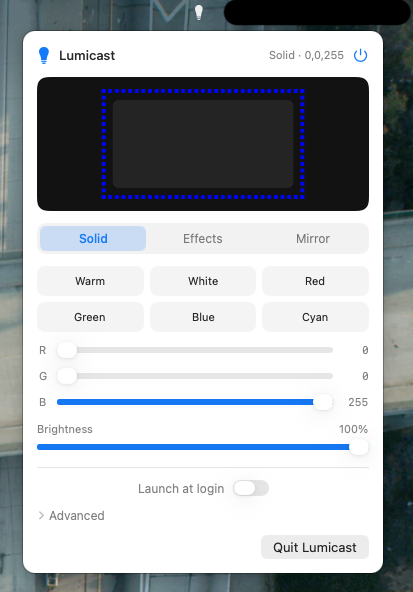 Lumicast
Solid · 0,0,255
Solid
Effects
Mirror
Warm
White
Red
Green
Blue
Cyan
R
0
G
0
B
255
Brightness
100%
Launch at login
Advanced
Quit Lumicast